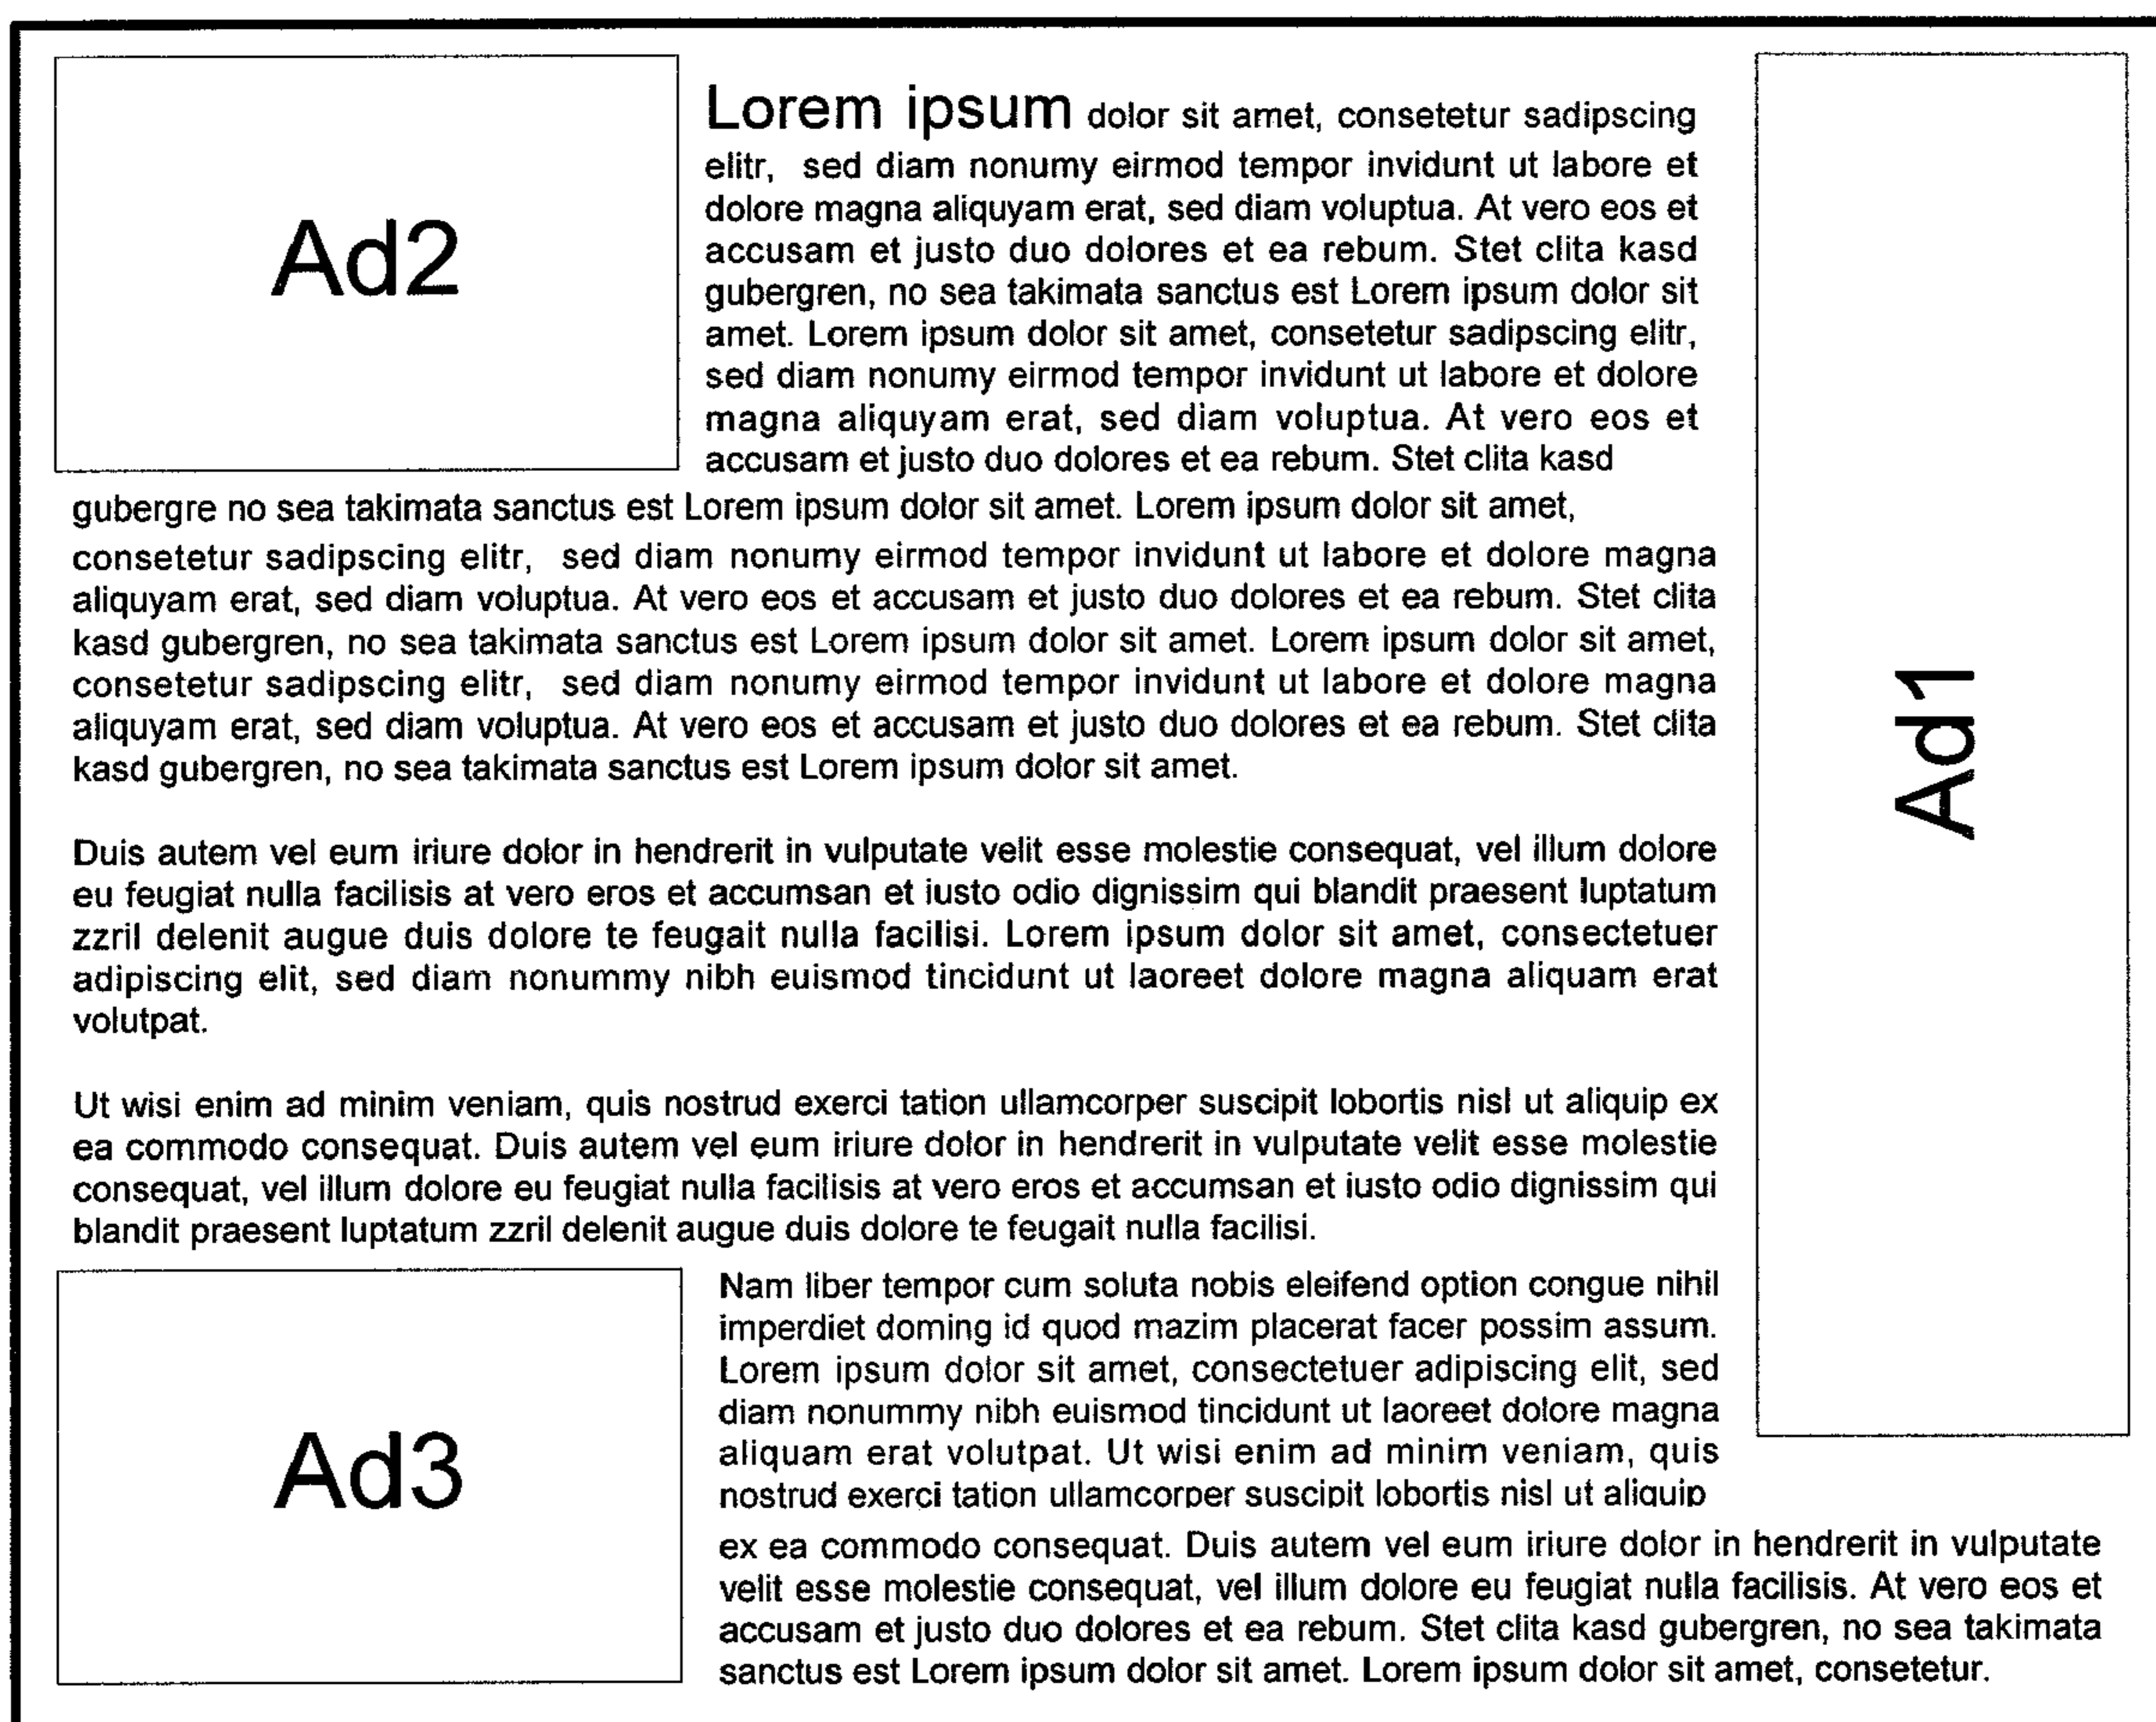 Ad2
Lorem ipsum dolor sit amet, consetetur sadipscing
elitr, sed diam nonumy eirmod tempor invidunt ut labore et
dolore magna aliquyam erat, sed diam voluptua. At vero eos et
accusam et justo duo dolores et ea rebum. Stet clita kasd
gubergren, no sea takimata sanctus est Lorem ipsum dolor sit
amet. Lorem ipsum dolor sit amet, consetetur sadipscing elitr,
sed diam nonumy eirmod tempor invidunt ut labore et dolore
magna aliquyam erat, sed diam voluptua. At vero eos et
accusam et justo duo dolores et ea rebum. Stet clita kasd
gubergre no sea takimata sanctus est Lorem ipsum dolor sit amet. Lorem ipsum dolor sit amet,
consetetur sadipscing elitr, sed diam nonumy eirmod tempor invidunt ut labore et dolore magna
aliquyam erat, sed diam voluptua. At vero eos et accusam et justo duo dolores et ea rebum. Stet clita
kasd gubergren, no sea takimata sanctus est Lorem ipsum dolor sit amet. Lorem ipsum dolor sit amet,
consetetur sadipscing elitr, sed diam nonumy eirmod tempor invidunt ut labore et dolore magna
aliquyam erat, sed diam voluptua. At vero eos et accusam et justo duo dolores et ea rebum. Stet clita
kasd gubergren, no sea takimata sanctus est Lorem ipsum dolor sit amet.
Duis autem vel eum iriure dolor in hendrerit in vulputate velit esse molestie consequat, vel illum dolore
eu feugiat nulla facilisis at vero eros et accumsan et iusto odio dignissim qui blandit praesent luptatum
zzril delenit augue duis dolore te feugait nulla facilisi. Lorem ipsum dolor sit amet, consectetuer
adipiscing elit, sed diam nonummy nibh euismod tincidunt ut laoreet dolore magna aliquam erat
volutpat.
Ut wisi enim ad minim veniam, quis nostrud exerci tation ullamcorper suscipit lobortis nisl ut aliquip ex
ea commodo consequat. Duis autem vel eum iriure dolor in hendrerit in vulputate velit esse molestie
consequat, vel illum dolore eu feugiat nulla facilisis at vero eros et accumsan et iusto odio dignissim qui
blandit praesent luptatum zzril delenit augue duis dolore te feugait nulla facilisi.
Ad3
Nam liber tempor cum soluta nobis eleifend option congue nihil
imperdiet doming id quod mazim placerat facer possim assum.
Lorem ipsum dolor sit amet, consectetuer adipiscing elit, sed
diam nonummy nibh euismod tincidunt ut laoreet dolore magna
aliquam erat volutpat. Ut wisi enim ad minim veniam, quis
nostrud exerci tation ullamcorper suscipit lobortis nisl ut aliquip
ex ea commodo consequat. Duis autem vel eum iriure dolor in hendrerit in vulputate
velit esse molestie consequat, vel illum dolore eu feugiat nulla facilisis. At vero eos et
accusam et justo duo dolores et ea rebum. Stet clita kasd gubergren, no sea takimata
sanctus est Lorem ipsum dolor sit amet. Lorem ipsum dolor sit amet, consetetur.
Ad1